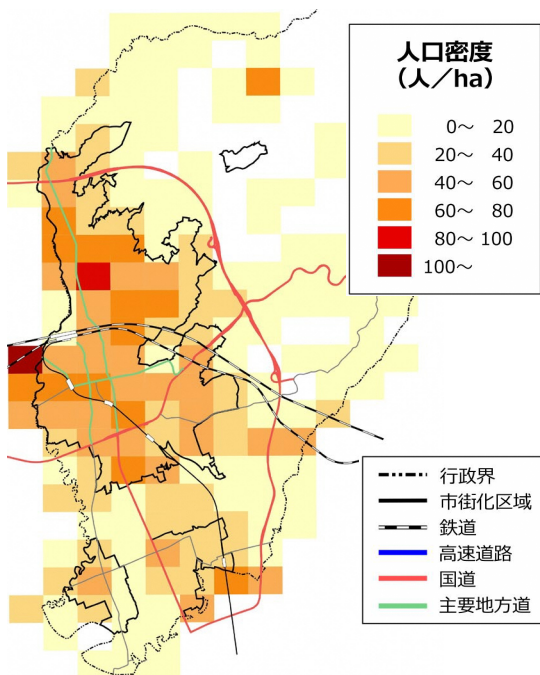 人口密度
(人／ha)
0～ 20
20～ 40
40～ 60
60～ 80
80～ 100
100～
行政界
市街化区域
鉄道
高速道路
国道
主要地方道